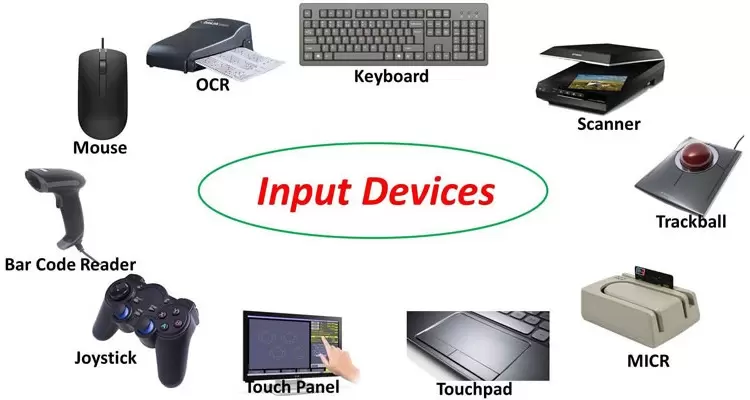 OCR
Keyboard
Scanner
Mouse
Input Devices
Trackball
Bar Code Reader
Joystick
Touch Panel
Touchpad
MICR